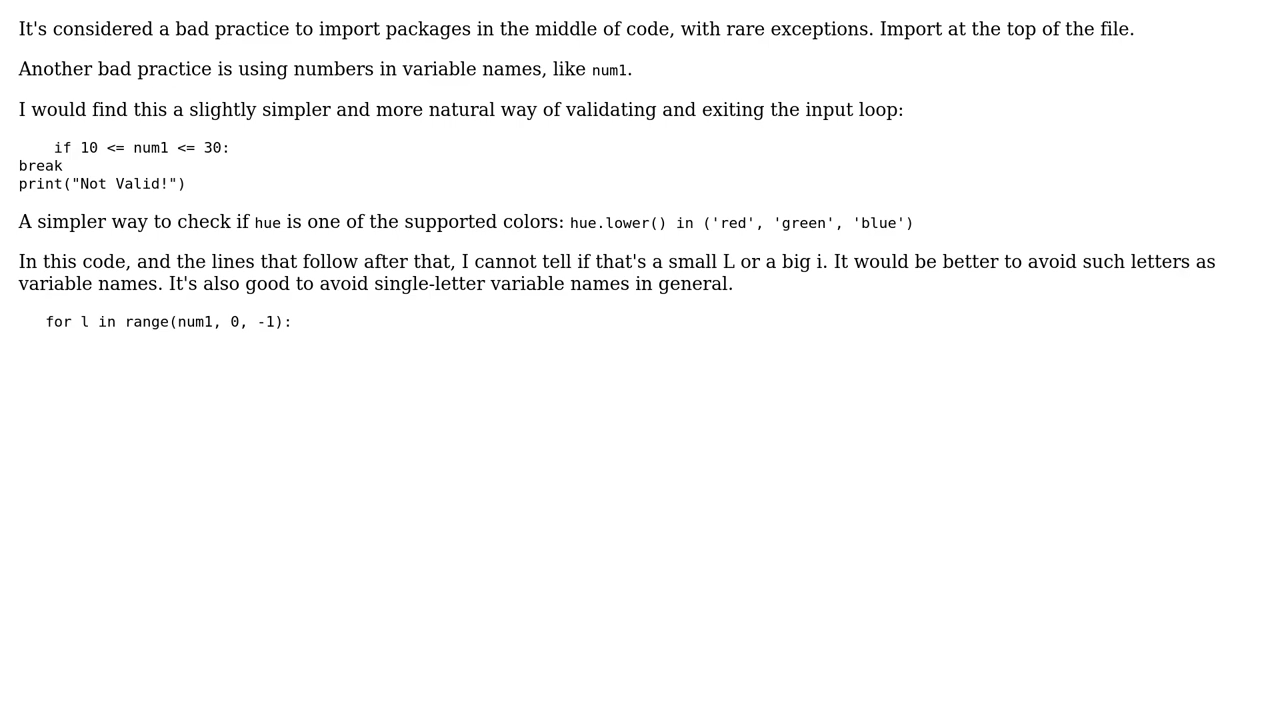 It's considered a bad practice to import packages in the middle of code, with rare exceptions. Import at the top of the file.
Another bad practice is using numbers in variable names, like num1.
I would find this a slightly simpler and more natural way of validating and exiting the input loop:
    if 10 <= num1 <= 30:
break
print("Not Valid!")
A simpler way to check if hue is one of the supported colors: hue.lower() in ('red', 'green', 'blue')
In this code, and the lines that follow after that, I cannot tell if that's a small L or a big i. It would be better to avoid such letters as
variable names. It's also good to avoid single-letter variable names in general.
   for l in range(num1, 0, -1):